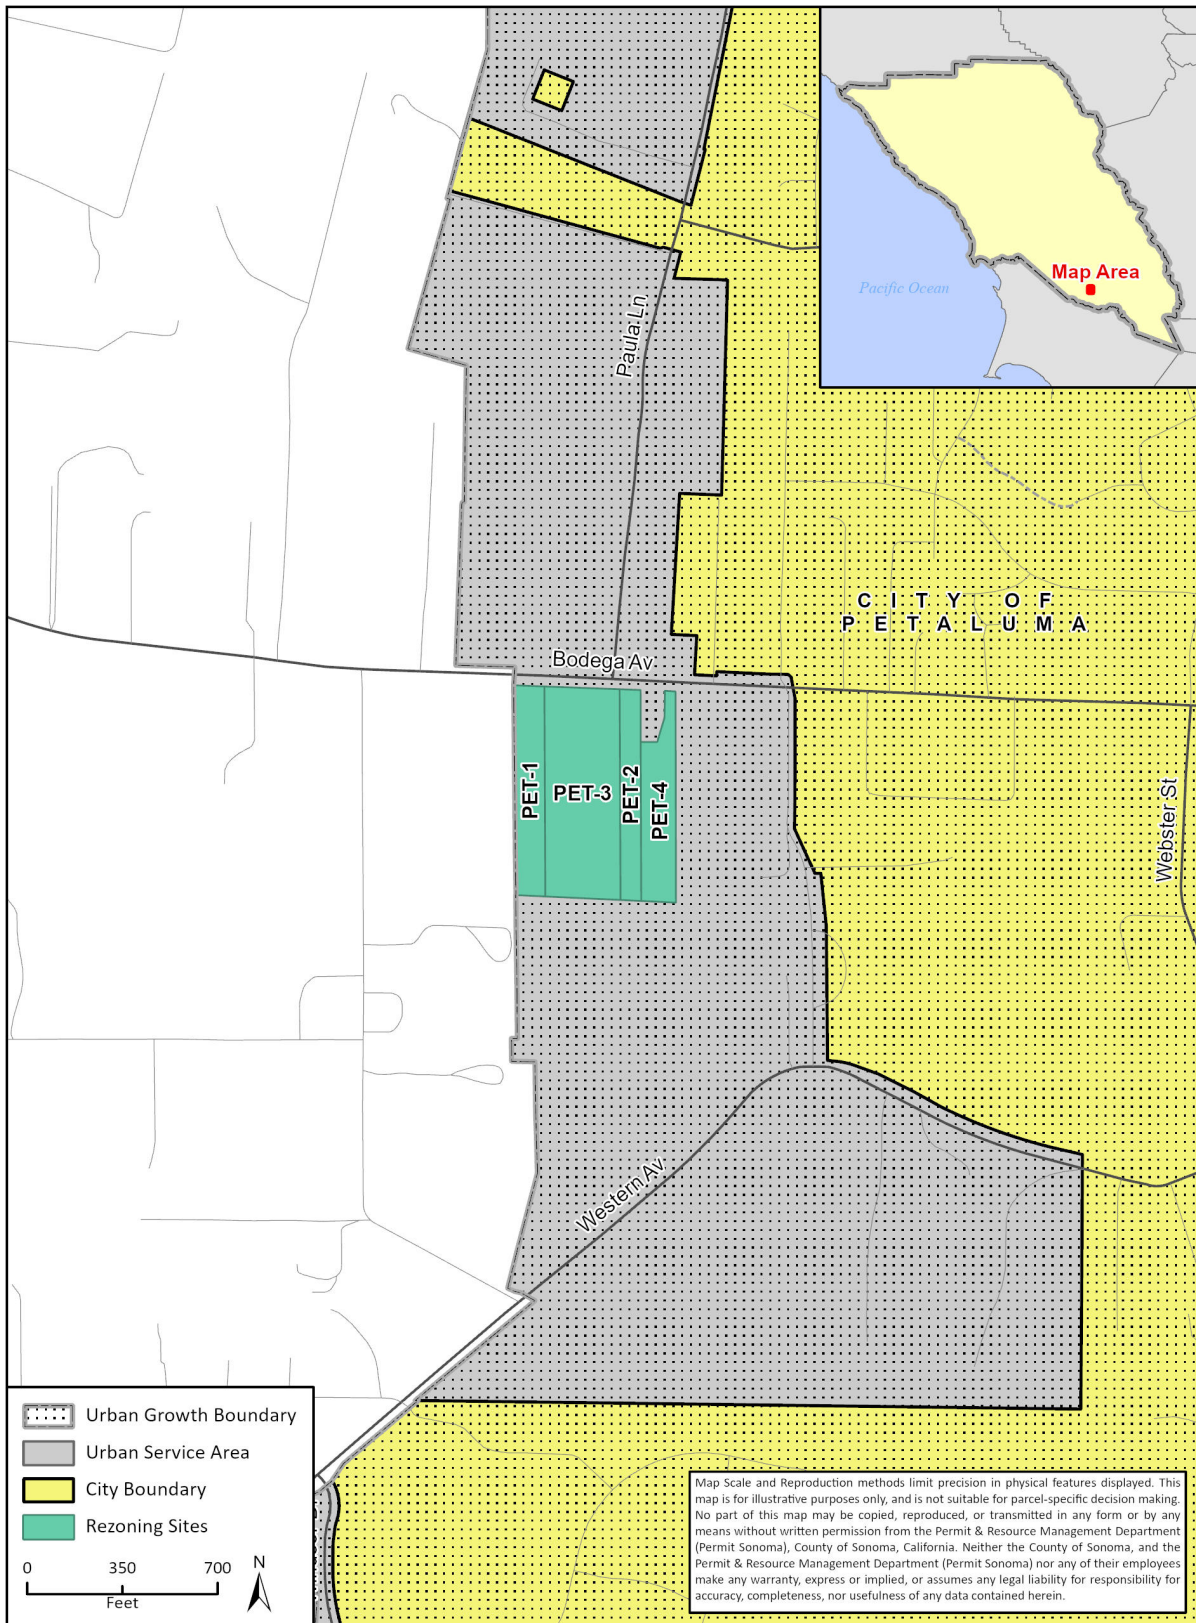 Pacific Ocean
Map Area
Paula Ln
CITY OF
PETALUMA
Bodega Av
PET-1
PET-3
PET-2
PET-4
Webster St
Western Av
Urban Growth Boundary
Urban Service Area
City Boundary
Rezoning Sites
0 350 700
Feet
N
Map Scale and Reproduction methods limit precision in physical features displayed. This
map is for illustrative purposes only, and is not suitable for parcel-specific decision making.
No part of this map may be copied, reproduced, or transmitted in any form or by any
means without written permission from the Permit & Resource Management Department
(Permit Sonoma), County of Sonoma, California. Neither the County of Sonoma, and the
Permit & Resource Management Department (Permit Sonoma) nor any of their employees
make any warranty, express or implied, or assumes any legal liability for responsibility for
accuracy, completeness, nor usefulness of any data contained herein.